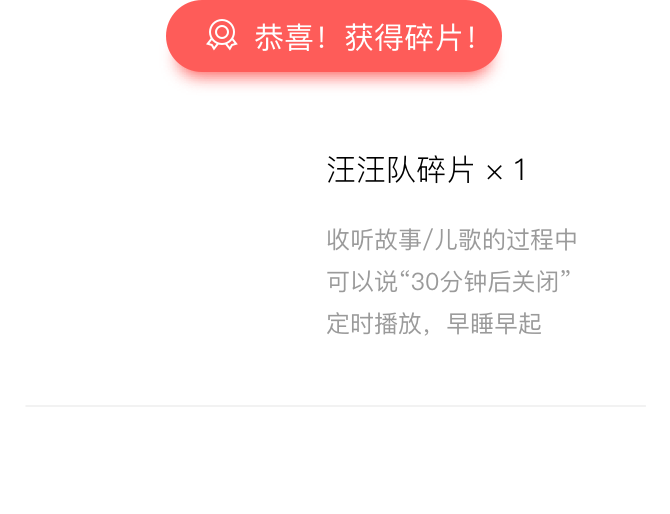 恭喜！获得碎片！
汪汪队碎片 × 1
收听故事/儿歌的过程中
可以说“30分钟后关闭”
定时播放，早睡早起